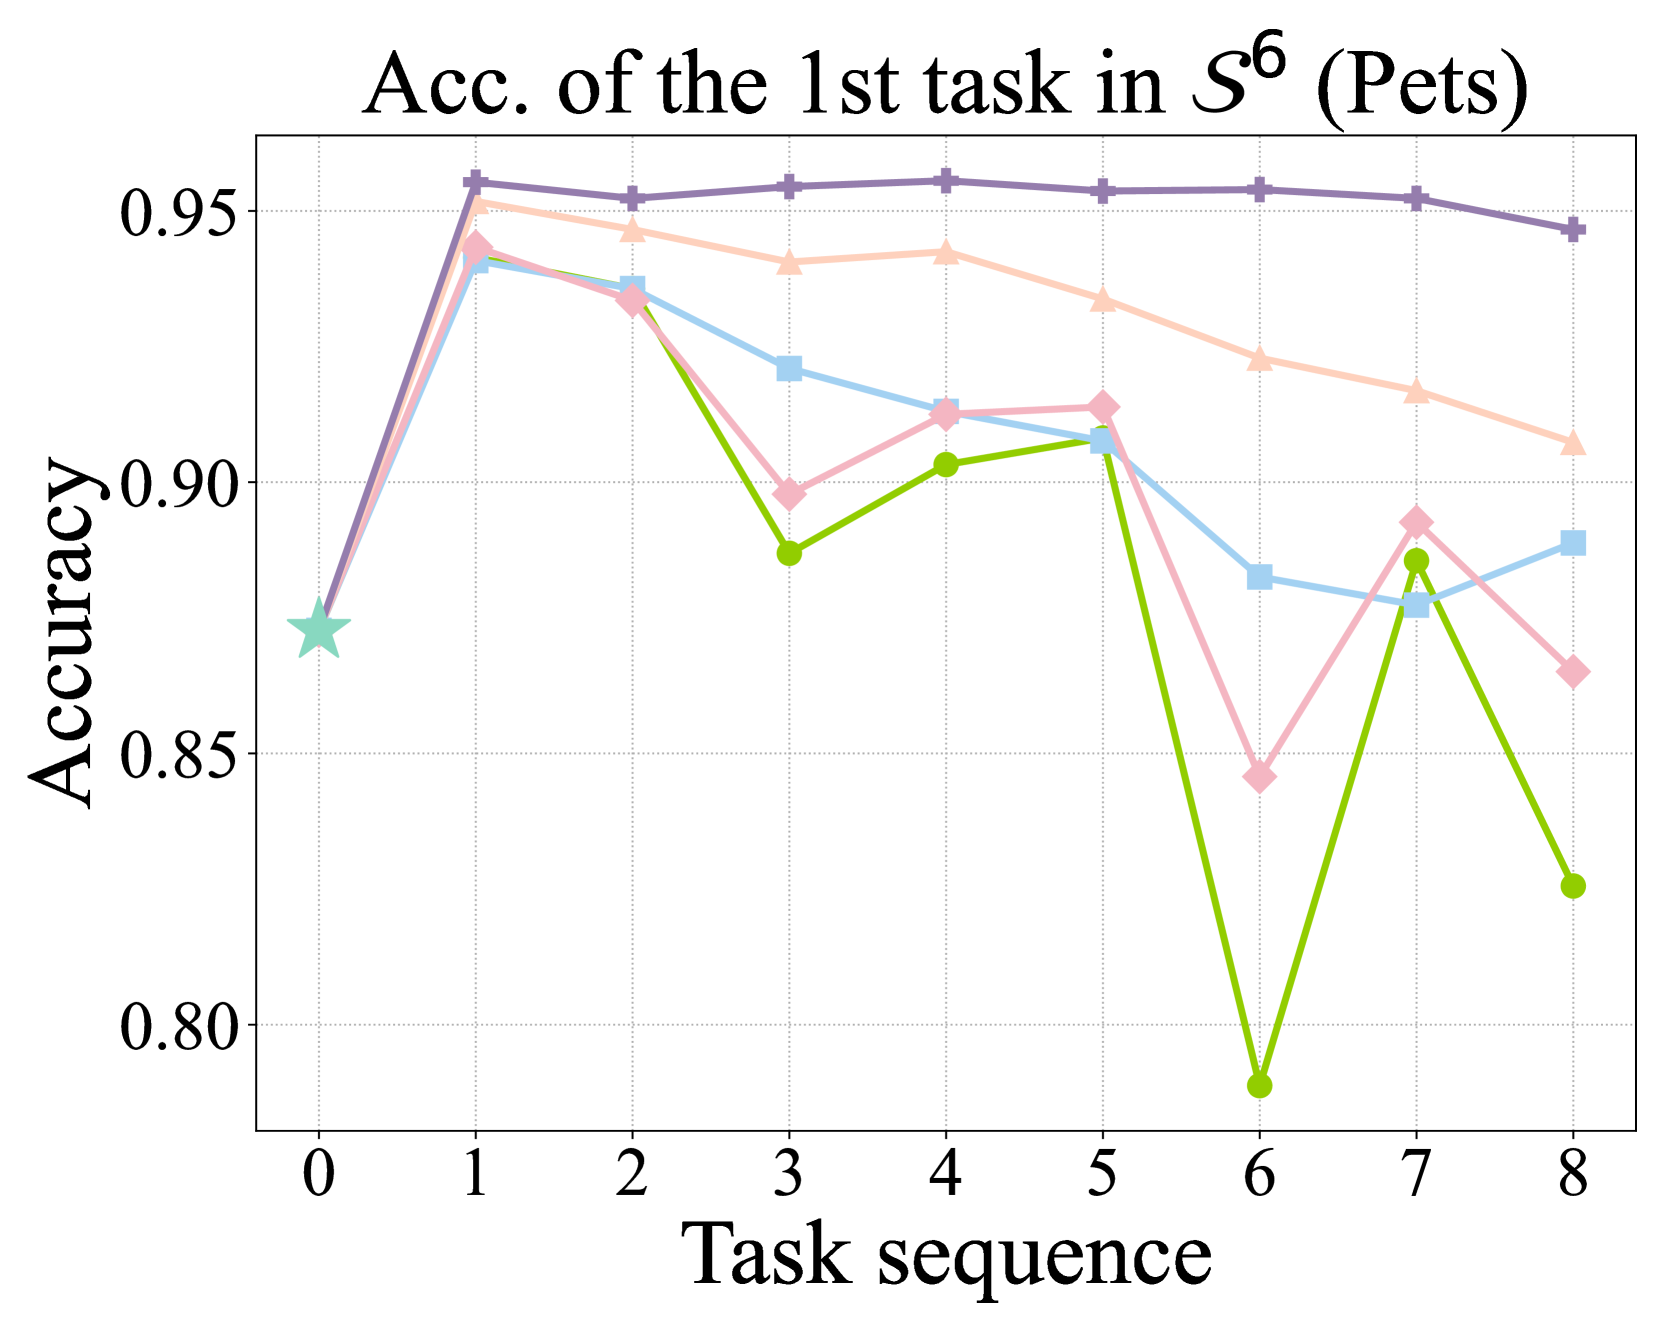 Acc. of the 1st task in 𝒮⁶ (Pets)
Accuracy
0.95
0.90
0.85
0.80
0 1 2 3 4 5 6 7 8
Task sequence